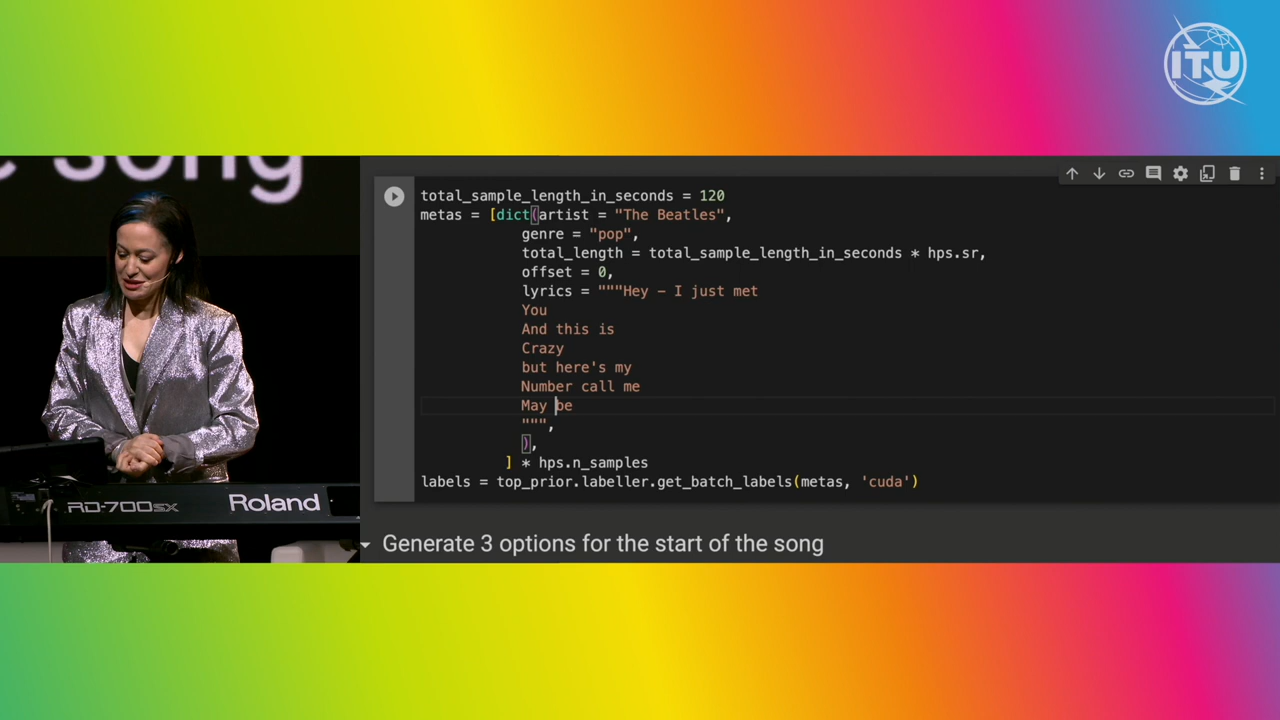 ITU
song
total_sample_length_in_seconds = 120
metas = [dict(artist = "The Beatles",
genre = "pop",
total_length = total_sample_length_in_seconds * hps.sr,
offset = 0,
lyrics = """Hey - I just met
You
And this is
Crazy
but here's my
Number call me
May be
""",
),
] * hps.n_samples
labels = top_prior.labeller.get_batch_labels(metas, 'cuda')
Generate 3 options for the start of the song
RD-700SX
Roland